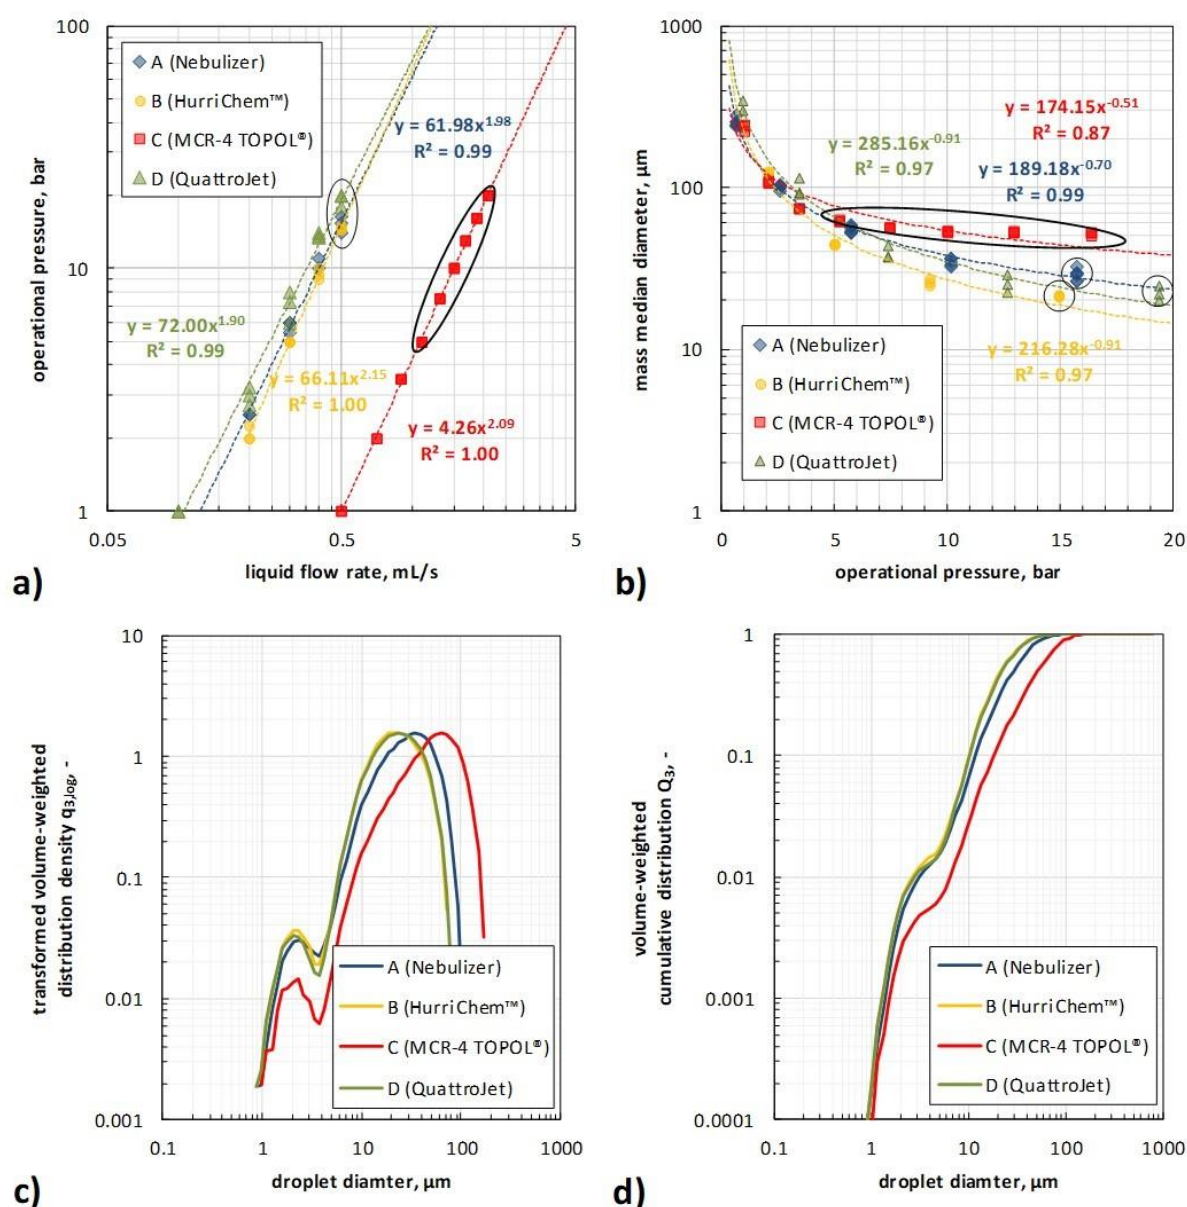 100
10
1
operational pressure, bar
A (Nebulizer)
B (HurriChem™)
C (MCR-4 TOPOL®)
D (QuattroJet)
y = 61.98x^1.98
R² = 0.99
y = 72.00x^1.90
R² = 0.99
y = 66.11x^2.15
R² = 1.00
y = 4.26x^2.09
R² = 1.00
0.05 0.5 5
liquid flow rate, mL/s
a)
1000
100
10
1
mass median diameter, µm
y = 174.15x^-0.51
R² = 0.87
y = 285.16x^-0.91
R² = 0.97
y = 189.18x^-0.70
R² = 0.99
y = 216.28x^-0.91
R² = 0.97
A (Nebulizer)
B (HurriChem™)
C (MCR-4 TOPOL®)
D (QuattroJet)
0 5 10 15 20
operational pressure, bar
b)
10
1
0.1
0.01
0.001
transformed volume-weighted
distribution density q3,log, -
A (Nebulizer)
B (HurriChem™)
C (MCR-4 TOPOL®)
D (QuattroJet)
0.1 1 10 100 1000
droplet diamter, µm
c)
1
0.1
0.01
0.001
0.0001
volume-weighted
cumulative distribution Q3, -
A (Nebulizer)
B (HurriChem™)
C (MCR-4 TOPOL®)
D (QuattroJet)
0.1 1 10 100 1000
droplet diamter, µm
d)